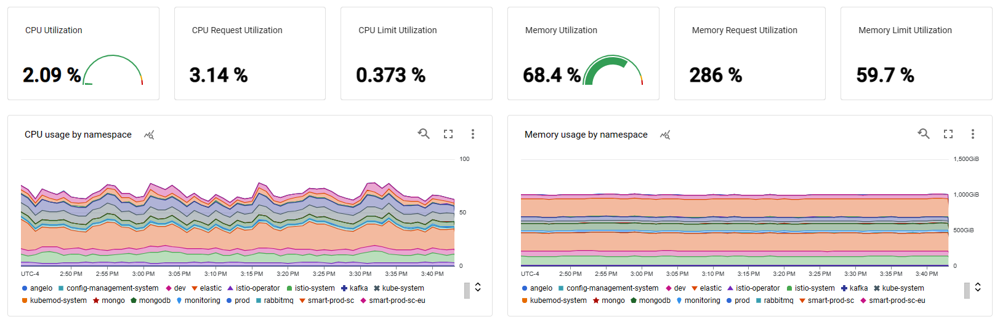 CPU Utilization
2.09 %
CPU Request Utilization
3.14 %
CPU Limit Utilization
0.373 %
Memory Utilization
68.4 %
Memory Request Utilization
286 %
Memory Limit Utilization
59.7 %
CPU usage by namespace
100
50
0
UTC-4 2:50 PM 2:55 PM 3:00 PM 3:05 PM 3:10 PM 3:15 PM 3:20 PM 3:25 PM 3:30 PM 3:35 PM 3:40 PM
angelo config-management-system dev elastic istio-operator istio-system kafka kube-system
kubemod-system mongo mongodb monitoring prod rabbitmq smart-prod-sc smart-prod-sc-eu
Memory usage by namespace
1,500GiB
1,000GiB
500GiB
0
UTC-4 2:50 PM 2:55 PM 3:00 PM 3:05 PM 3:10 PM 3:15 PM 3:20 PM 3:25 PM 3:30 PM 3:35 PM 3:40 PM
angelo config-management-system dev elastic istio-operator istio-system kafka kube-system
kubemod-system mongo mongodb monitoring prod rabbitmq smart-prod-sc smart-prod-sc-eu